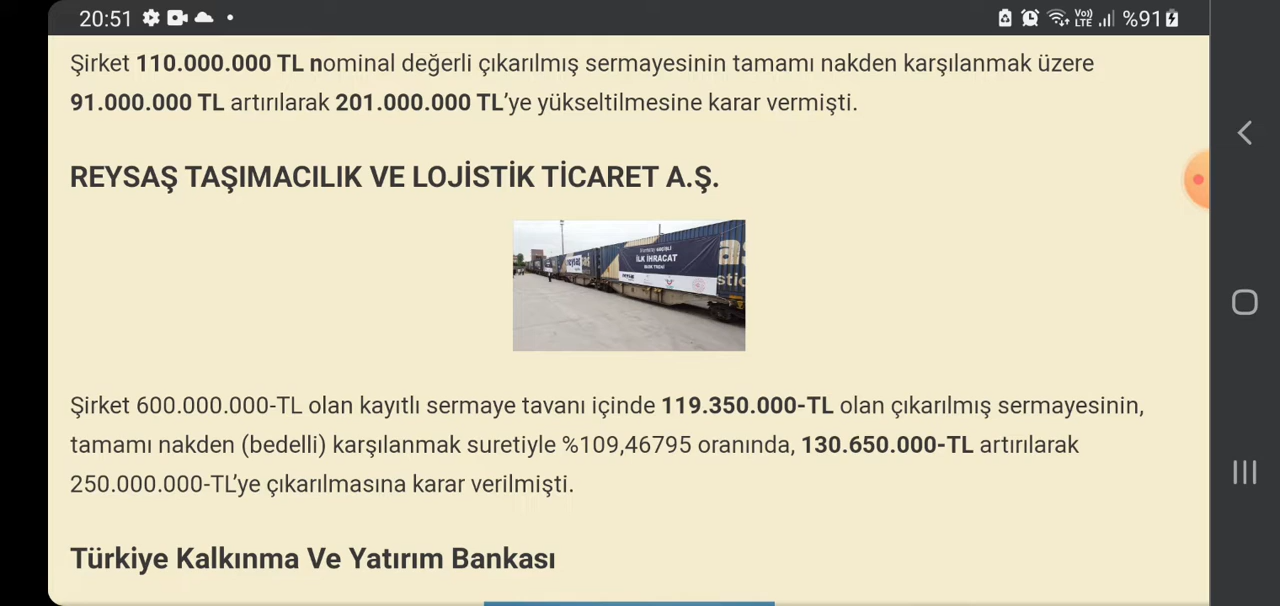 20:51
Vo))
LTE
%91
Şirket 110.000.000 TL nominal değerli çıkarılmış sermayesinin tamamı nakden karşılanmak üzere
91.000.000 TL artırılarak 201.000.000 TL’ye yükseltilmesine karar vermişti.
REYSAŞ TAŞIMACILIK VE LOJİSTİK TİCARET A.Ş.
İLK İHRACAT
Şirket 600.000.000-TL olan kayıtlı sermaye tavanı içinde 119.350.000-TL olan çıkarılmış sermayesinin,
tamamı nakden (bedelli) karşılanmak suretiyle %109,46795 oranında, 130.650.000-TL artırılarak
250.000.000-TL’ye çıkarılmasına karar verilmişti.
Türkiye Kalkınma Ve Yatırım Bankası